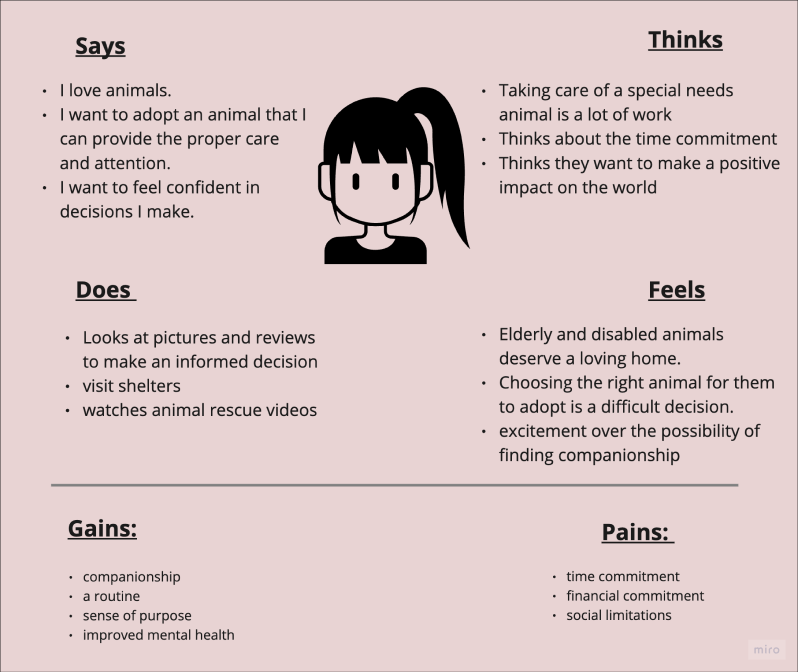 Says
• I love animals.
• I want to adopt an animal that I
can provide the proper care
and attention.
• I want to feel confident in
decisions I make.
Thinks
• Taking care of a special needs
animal is a lot of work
• Thinks about the time commitment
• Thinks they want to make a positive
impact on the world
Does
• Looks at pictures and reviews
to make an informed decision
• visit shelters
• watches animal rescue videos
Feels
• Elderly and disabled animals
deserve a loving home.
• Choosing the right animal for them
to adopt is a difficult decision.
• excitement over the possibility of
finding companionship
Gains:
• companionship
• a routine
• sense of purpose
• improved mental health
Pains:
• time commitment
• financial commitment
• social limitations
miro